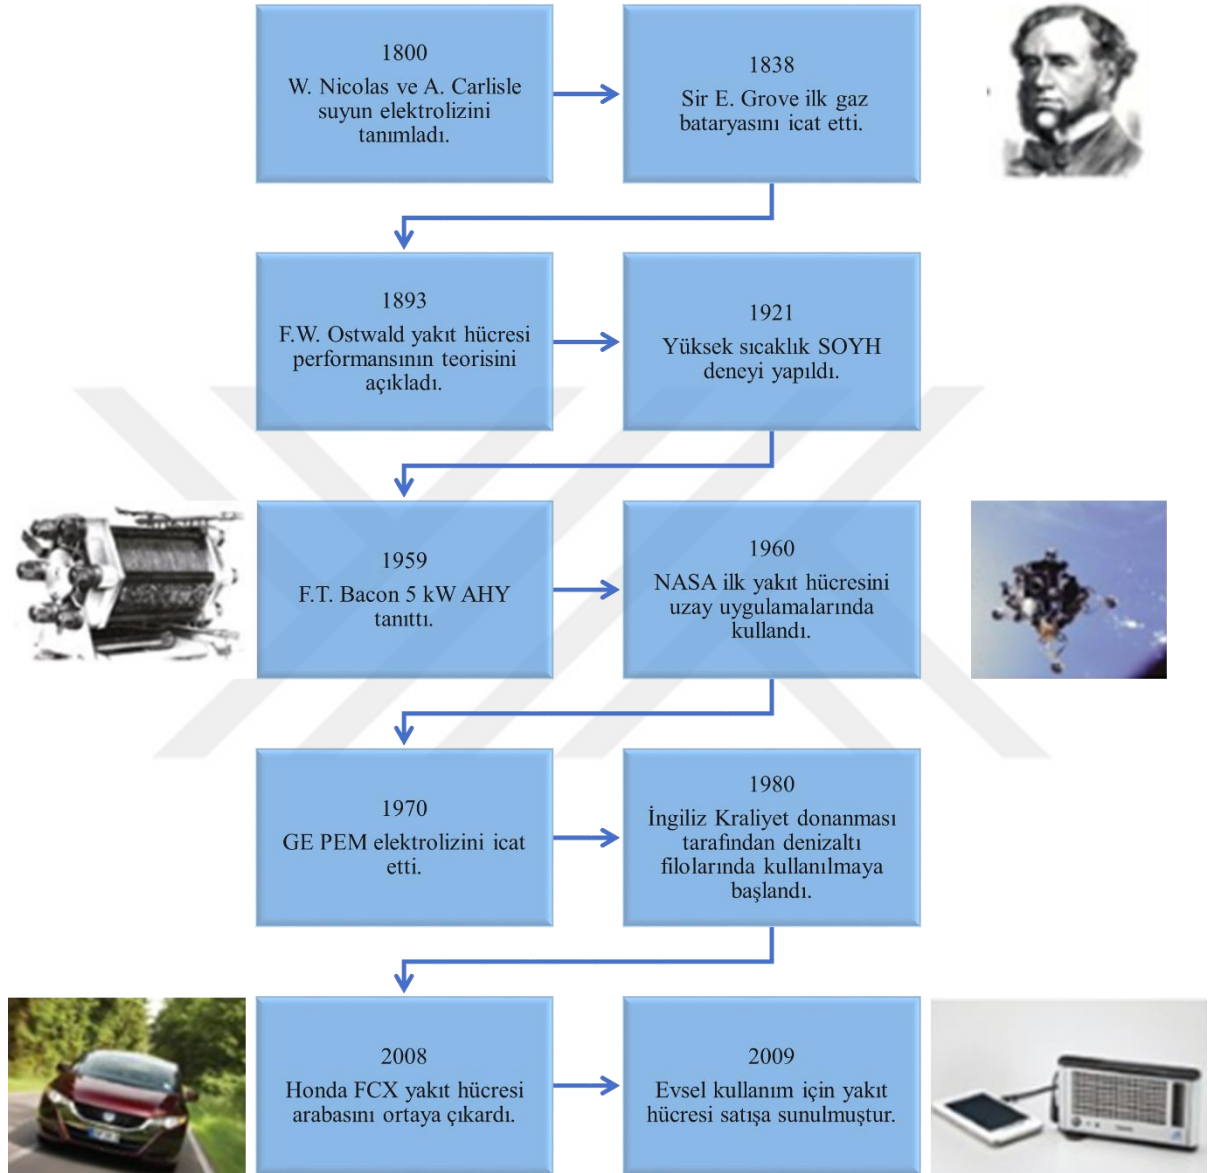 1800
W. Nicolas ve A. Carlisle
suyun elektrolizini
tanımladı.
1838
Sir E. Grove ilk gaz
bataryasını icat etti.
1893
F.W. Ostwald yakıt hücresi
performansının teorisini
açıkladı.
1921
Yüksek sıcaklık SOYH
deneyi yapıldı.
1959
F.T. Bacon 5 kW AHY
tanıttı.
1960
NASA ilk yakıt hücresini
uzay uygulamalarında
kullandı.
1970
GE PEM elektrolizini icat
etti.
1980
İngiliz Kraliyet donanması
tarafından denizaltı
filolarında kullanılmaya
başlandı.
2008
Honda FCX yakıt hücresi
arabasını ortaya çıkardı.
2009
Evsel kullanım için yakıt
hücresi satışa sunulmuştur.